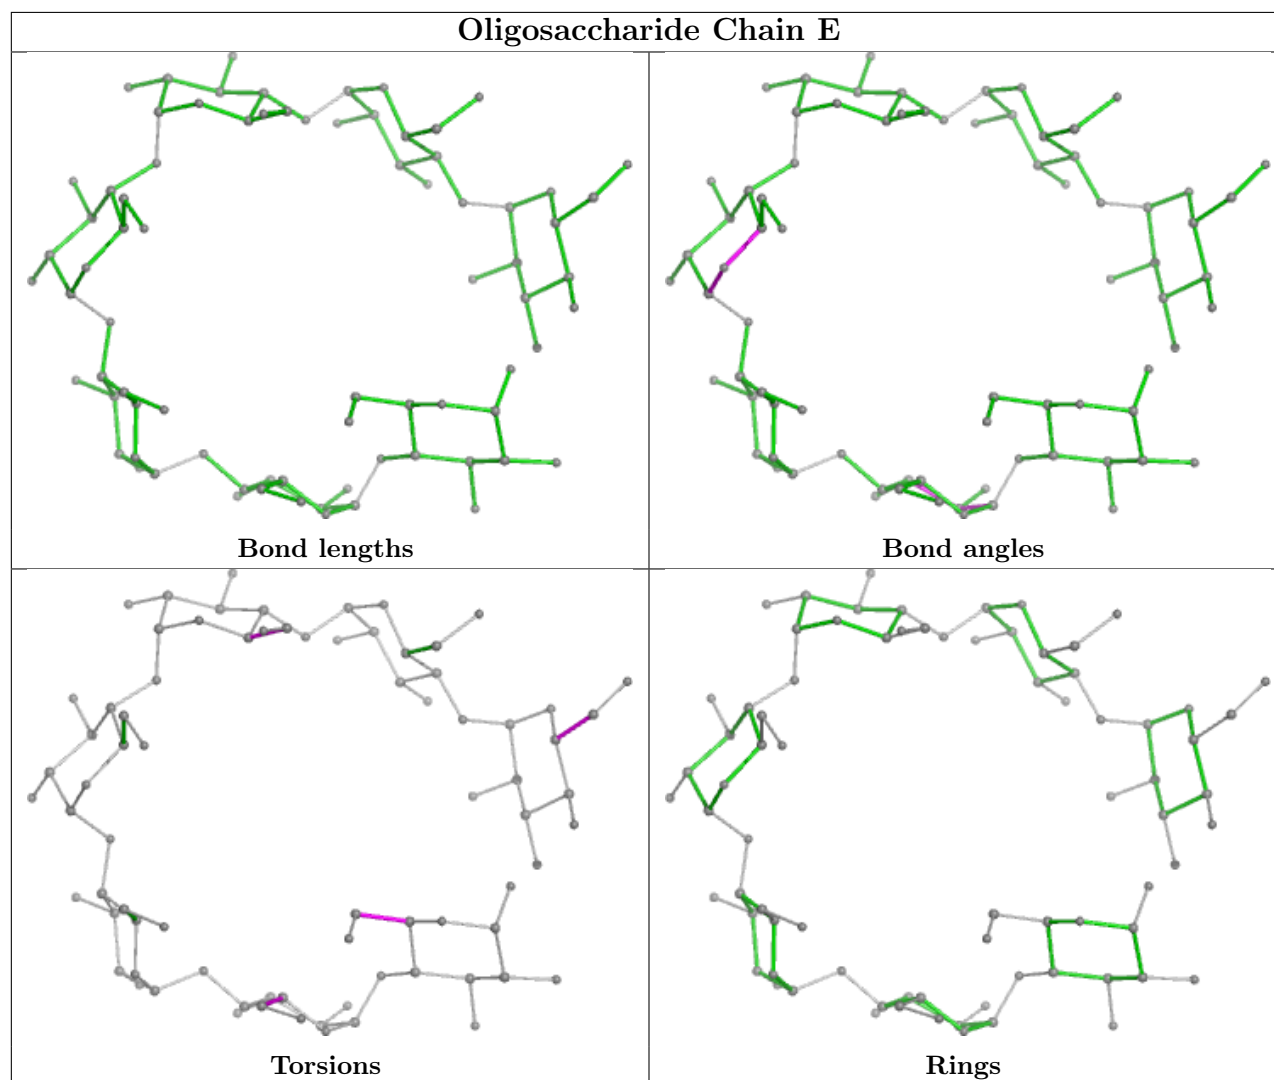 Oligosaccharide Chain E
Bond lengths
Bond angles
Torsions
Rings